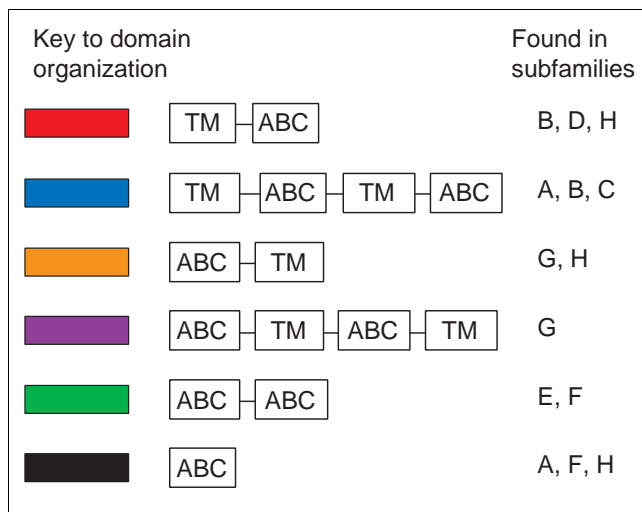 Key to domain
organization
Found in
subfamilies
TM ABC B, D, H
TM ABC TM ABC A, B, C
ABC TM G, H
ABC TM ABC TM G
ABC ABC E, F
ABC A, F, H